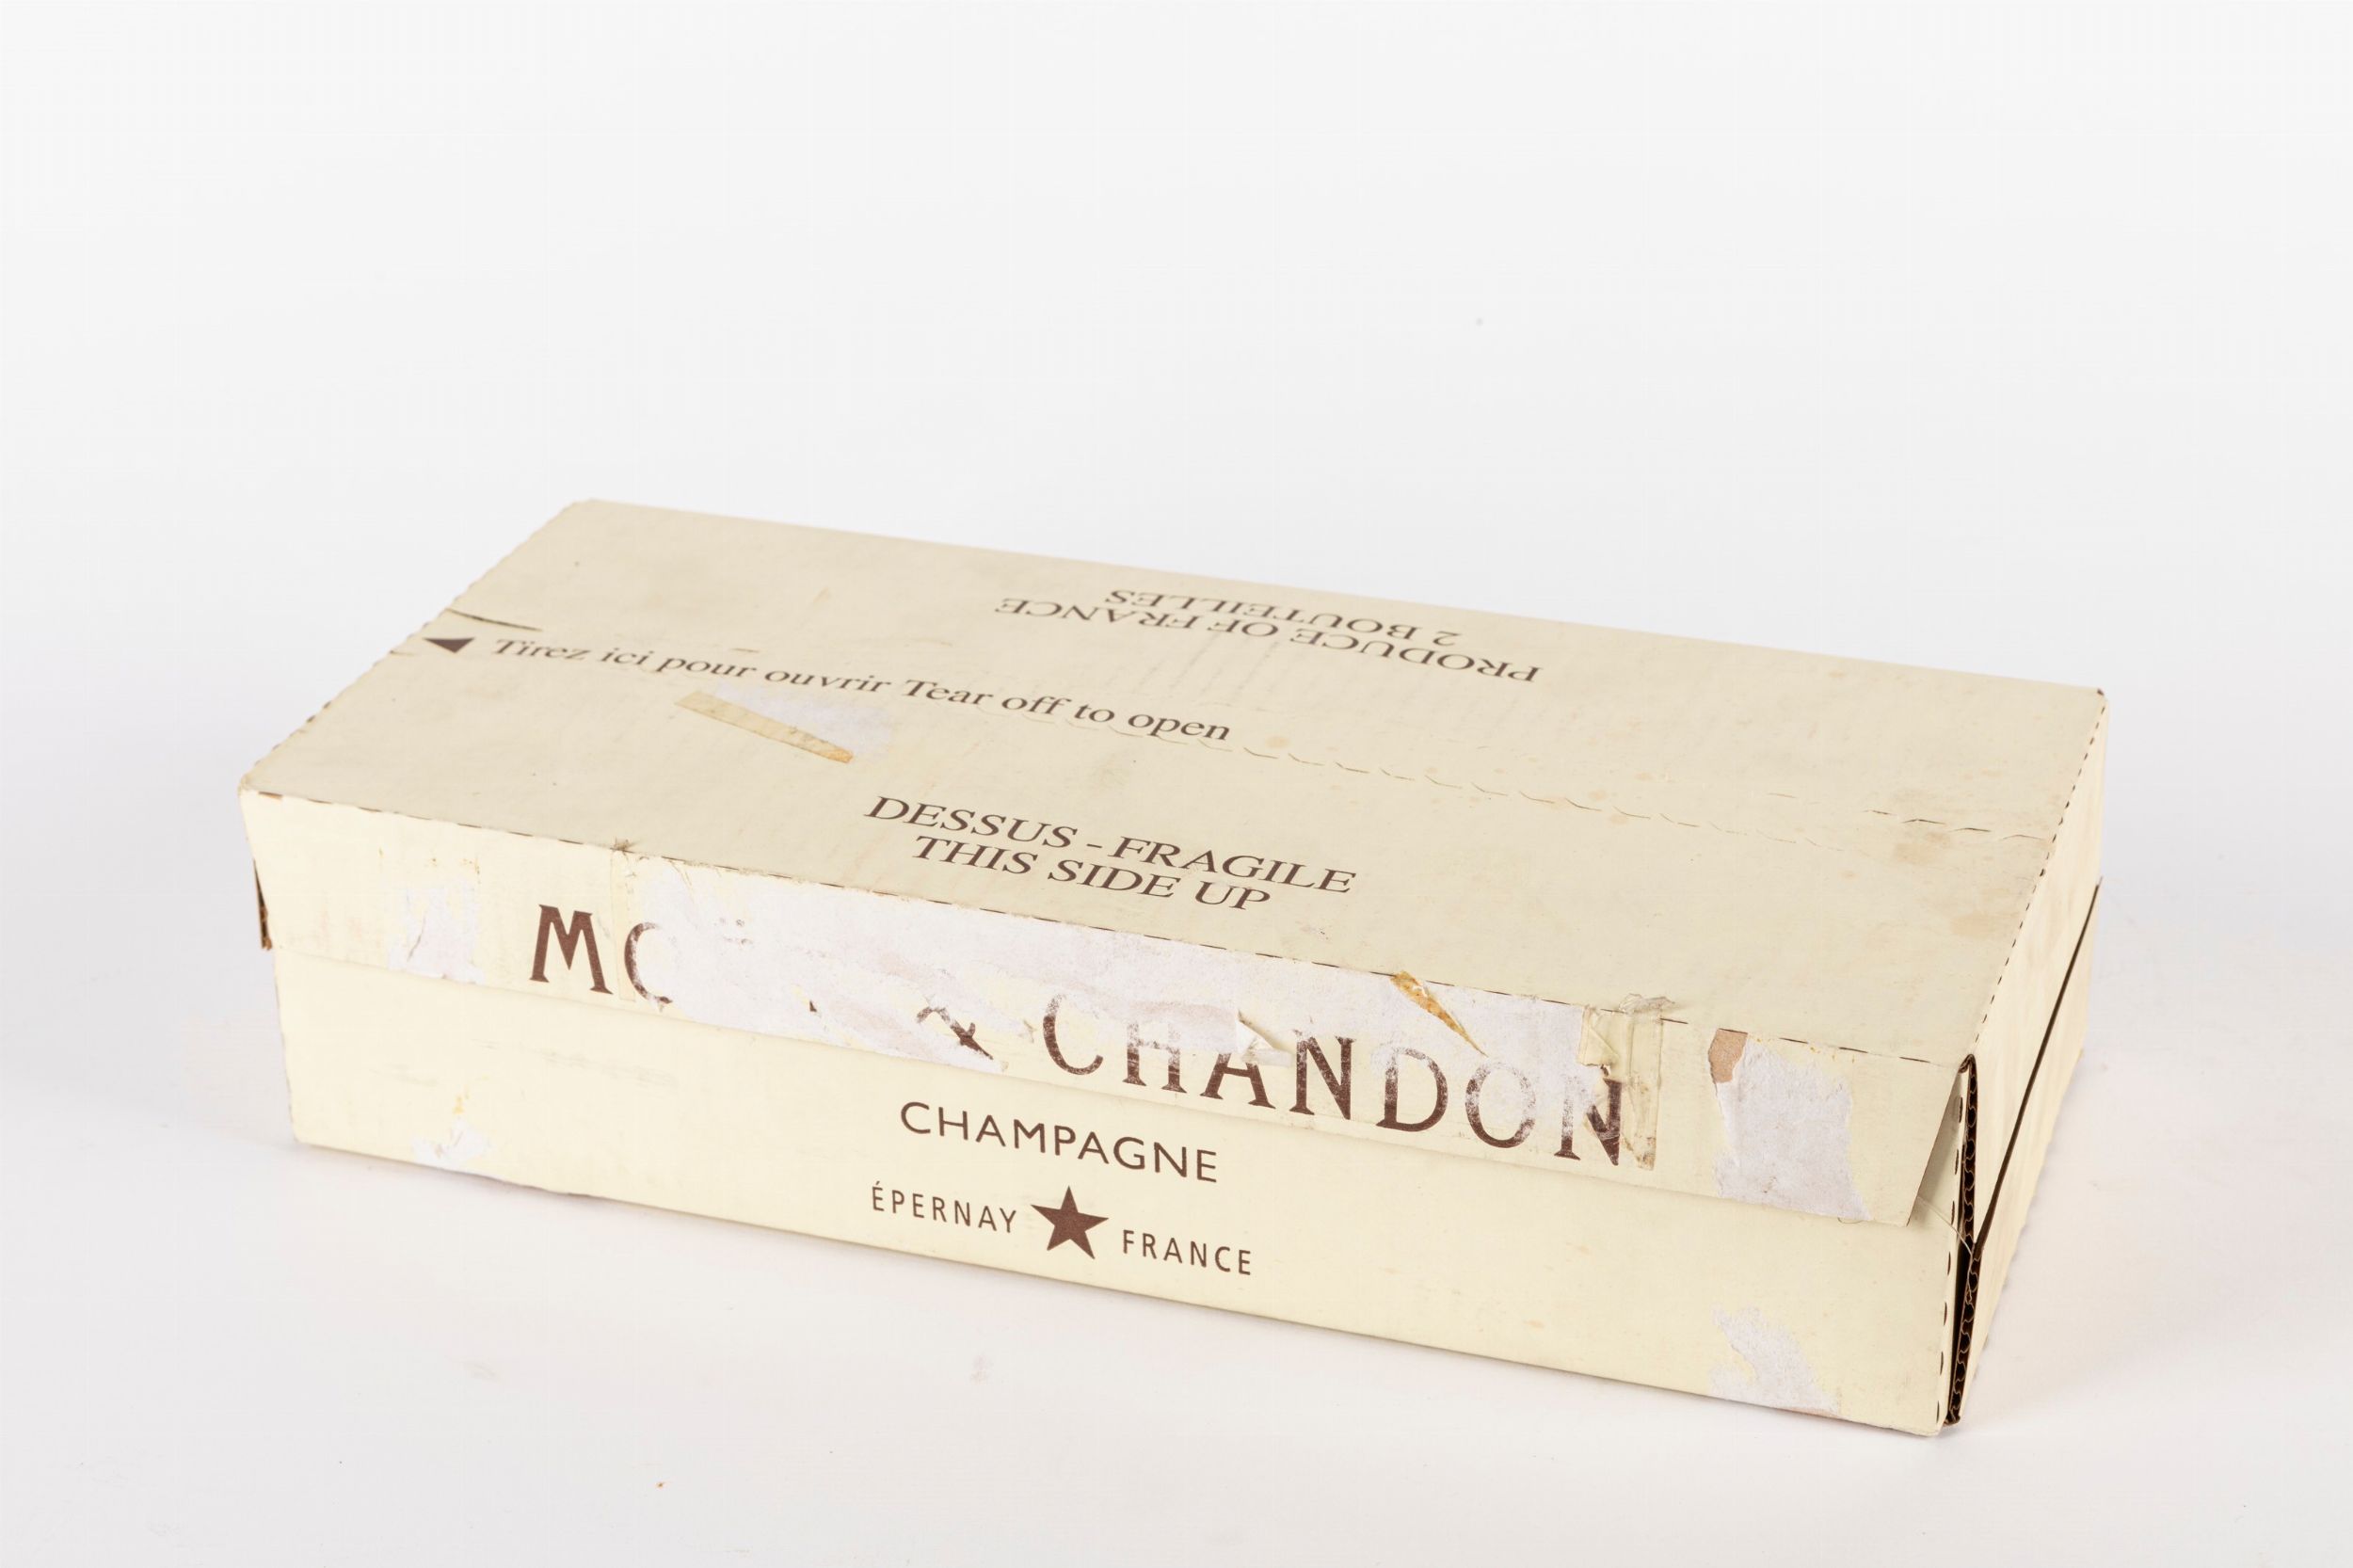 2 BOUTEILLES
PRODUCE OF FRANCE
Tirez ici pour ouvrir Tear off to open
DESSUS - FRAGILE
THIS SIDE UP
& CHANDON
CHAMPAGNE
ÉPERNAY ★ FRANCE